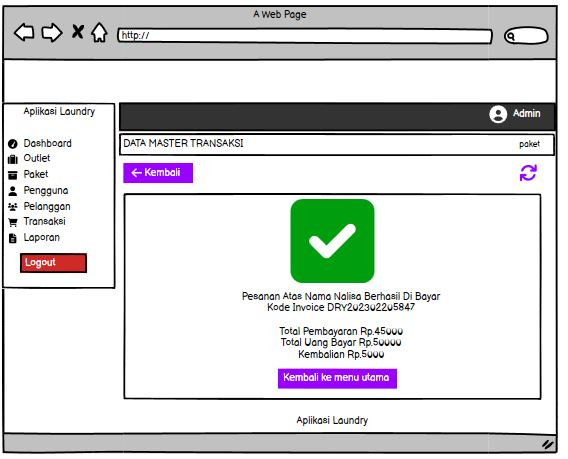 A Web Page
http://
Aplikasi Laundry
Admin
Dashboard
Outlet
Paket
Pengguna
Pelanggan
Transaksi
Laporan
Logout
DATA MASTER TRANSAKSI
paket
Kembali
Pesanan Atas Nama Nalisa Berhasil Di Bayar
Kode Invoice DRY202302205847
Total Pembayaran Rp.45000
Total Uang Bayar Rp.50000
Kembalian Rp.5000
Kembali ke menu utama
Aplikasi Laundry